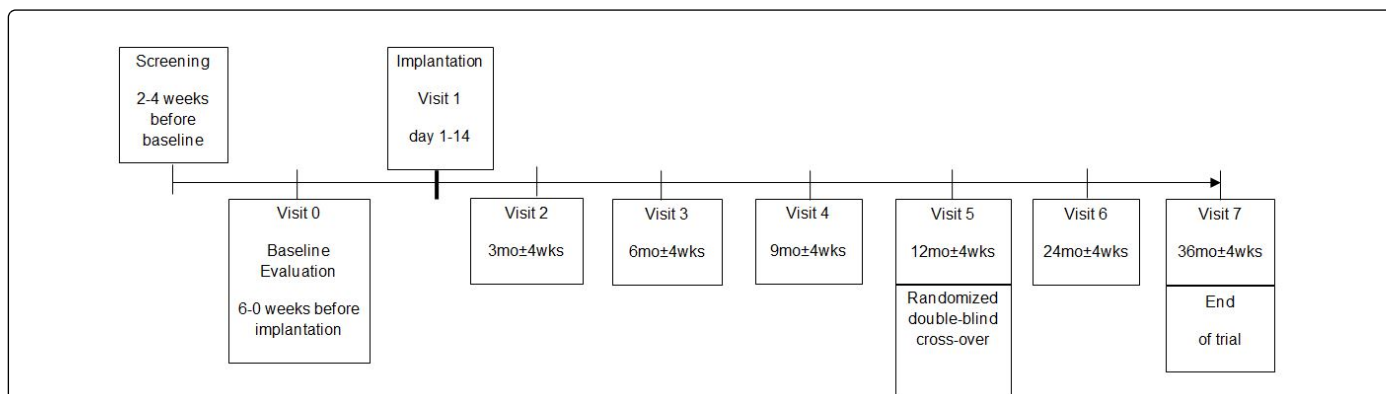 Screening
2-4 weeks
before
baseline
Implantation
Visit 1
day 1-14
Visit 0
Baseline
Evaluation
6-0 weeks before
implantation
Visit 2
3mo±4wks
Visit 3
6mo±4wks
Visit 4
9mo±4wks
Visit 5
12mo±4wks
Randomized
double-blind
cross-over
Visit 6
24mo±4wks
Visit 7
36mo±4wks
End
of trial